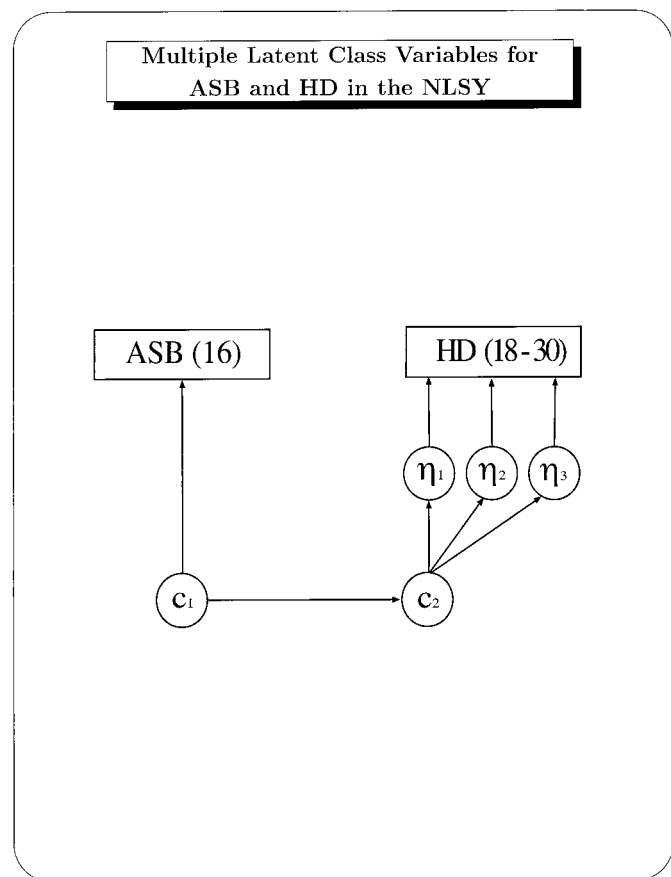 Multiple Latent Class Variables for
ASB and HD in the NLSY
ASB (16)
HD (18-30)
η1 η2 η3
c1 c2